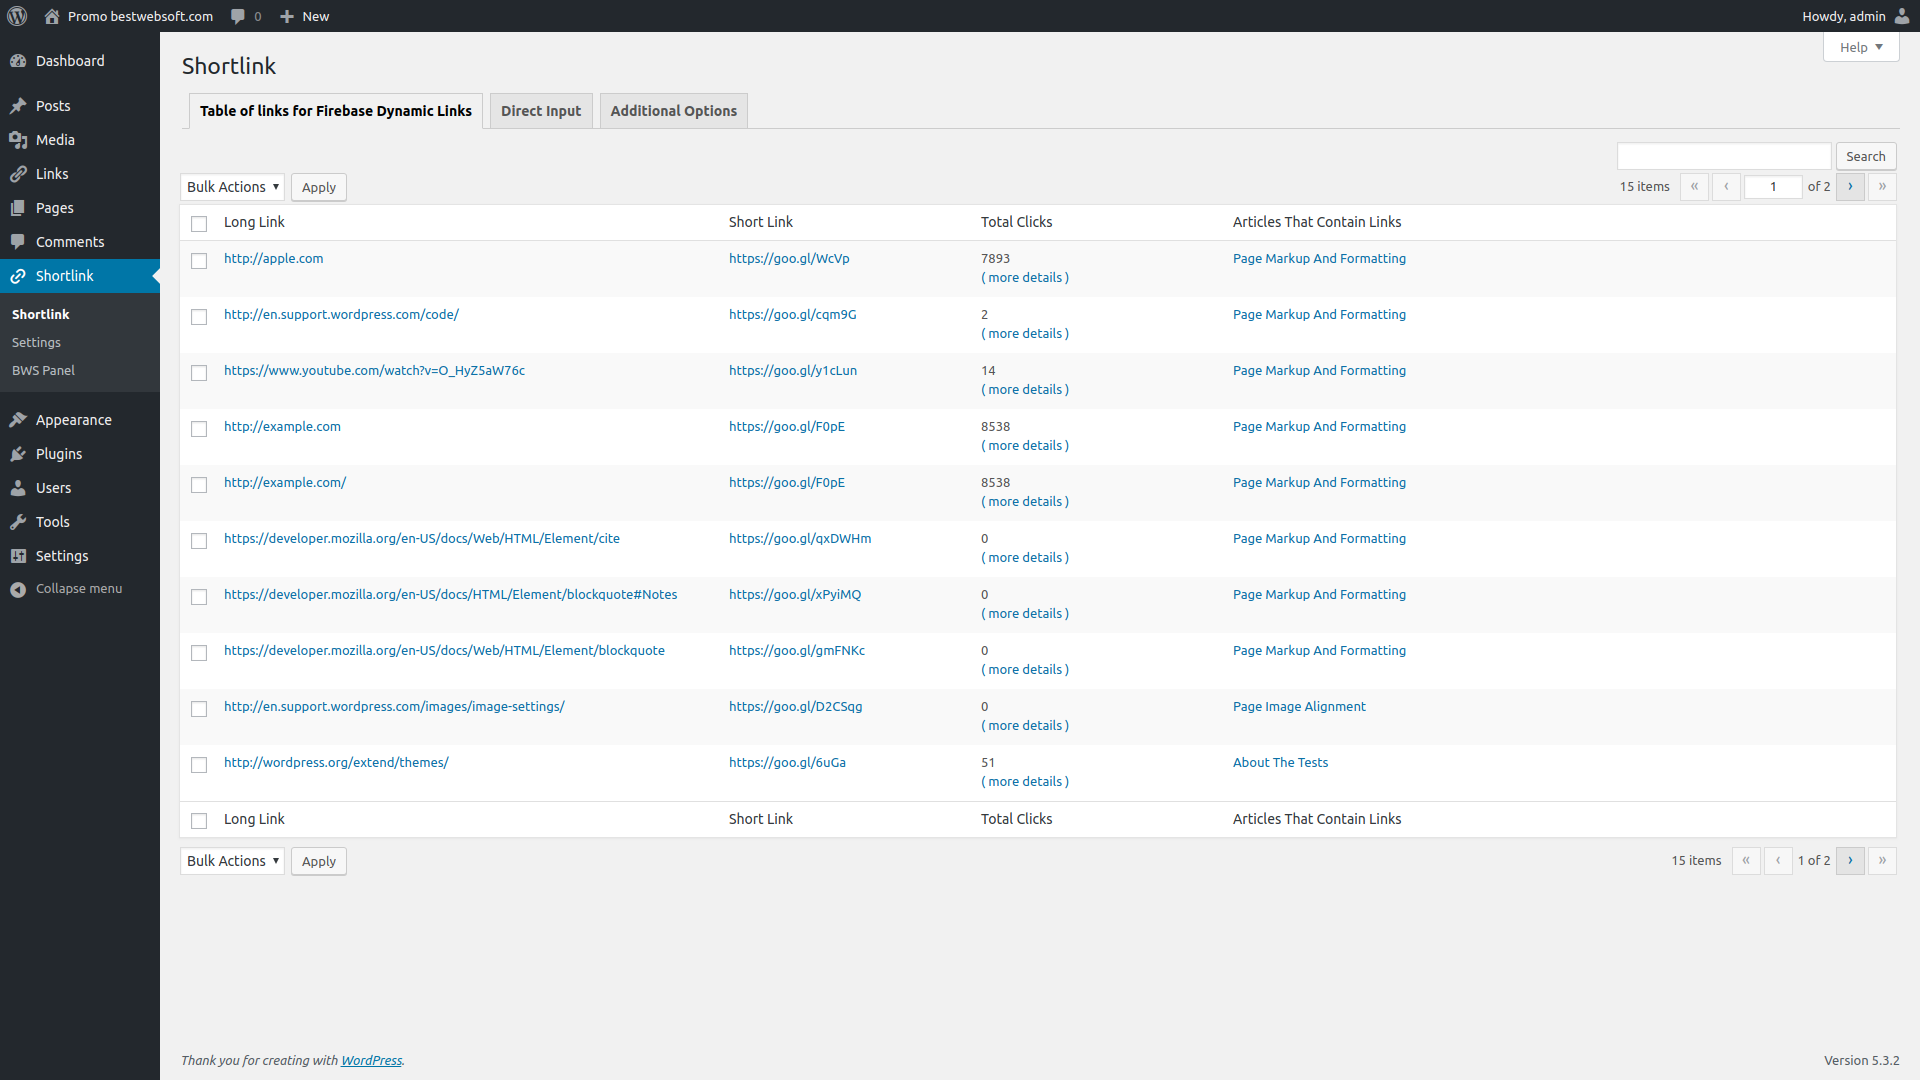 Promo bestwebsoft.com 0 New Howdy, admin
Help
Dashboard
Posts
Media
Links
Pages
Comments
Shortlink
Shortlink
Settings
BWS Panel
Appearance
Plugins
Users
Tools
Settings
Collapse menu
Shortlink
Table of links for Firebase Dynamic Links Direct Input Additional Options
Search
Bulk Actions Apply 15 items « ‹ 1 of 2 › »
Long Link Short Link Total Clicks Articles That Contain Links
http://apple.com https://goo.gl/WcVp 7893 Page Markup And Formatting
( more details )
http://en.support.wordpress.com/code/ https://goo.gl/cqm9G 2 Page Markup And Formatting
( more details )
https://www.youtube.com/watch?v=O_HyZ5aW76c https://goo.gl/y1cLun 14 Page Markup And Formatting
( more details )
http://example.com https://goo.gl/F0pE 8538 Page Markup And Formatting
( more details )
http://example.com/ https://goo.gl/F0pE 8538 Page Markup And Formatting
( more details )
https://developer.mozilla.org/en-US/docs/Web/HTML/Element/cite https://goo.gl/qxDWHm 0 Page Markup And Formatting
( more details )
https://developer.mozilla.org/en-US/docs/HTML/Element/blockquote#Notes https://goo.gl/xPyiMQ 0 Page Markup And Formatting
( more details )
https://developer.mozilla.org/en-US/docs/Web/HTML/Element/blockquote https://goo.gl/gmFNKc 0 Page Markup And Formatting
( more details )
http://en.support.wordpress.com/images/image-settings/ https://goo.gl/D2CSqg 0 Page Image Alignment
( more details )
http://wordpress.org/extend/themes/ https://goo.gl/6uGa 51 About The Tests
( more details )
Long Link Short Link Total Clicks Articles That Contain Links
Bulk Actions Apply 15 items « ‹ 1 of 2 › »
Thank you for creating with WordPress. Version 5.3.2